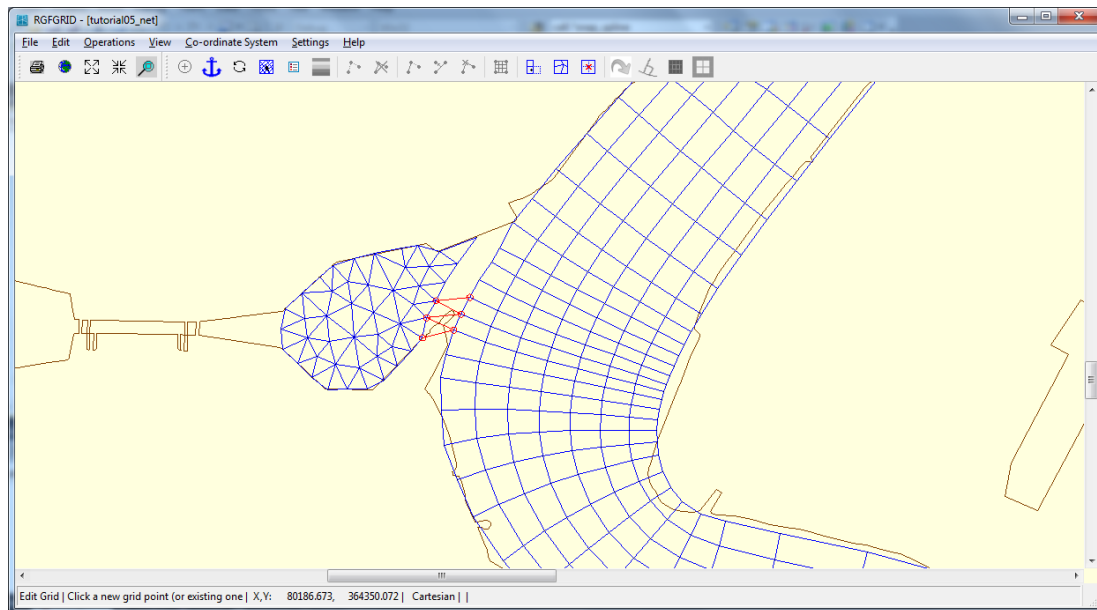 RGFGRID - [tutorial05_net]
File Edit Operations View Co-ordinate System Settings Help
Edit Grid | Click a new grid point (or existing one | X,Y: 80186.673, 364350.072 | Cartesian | |